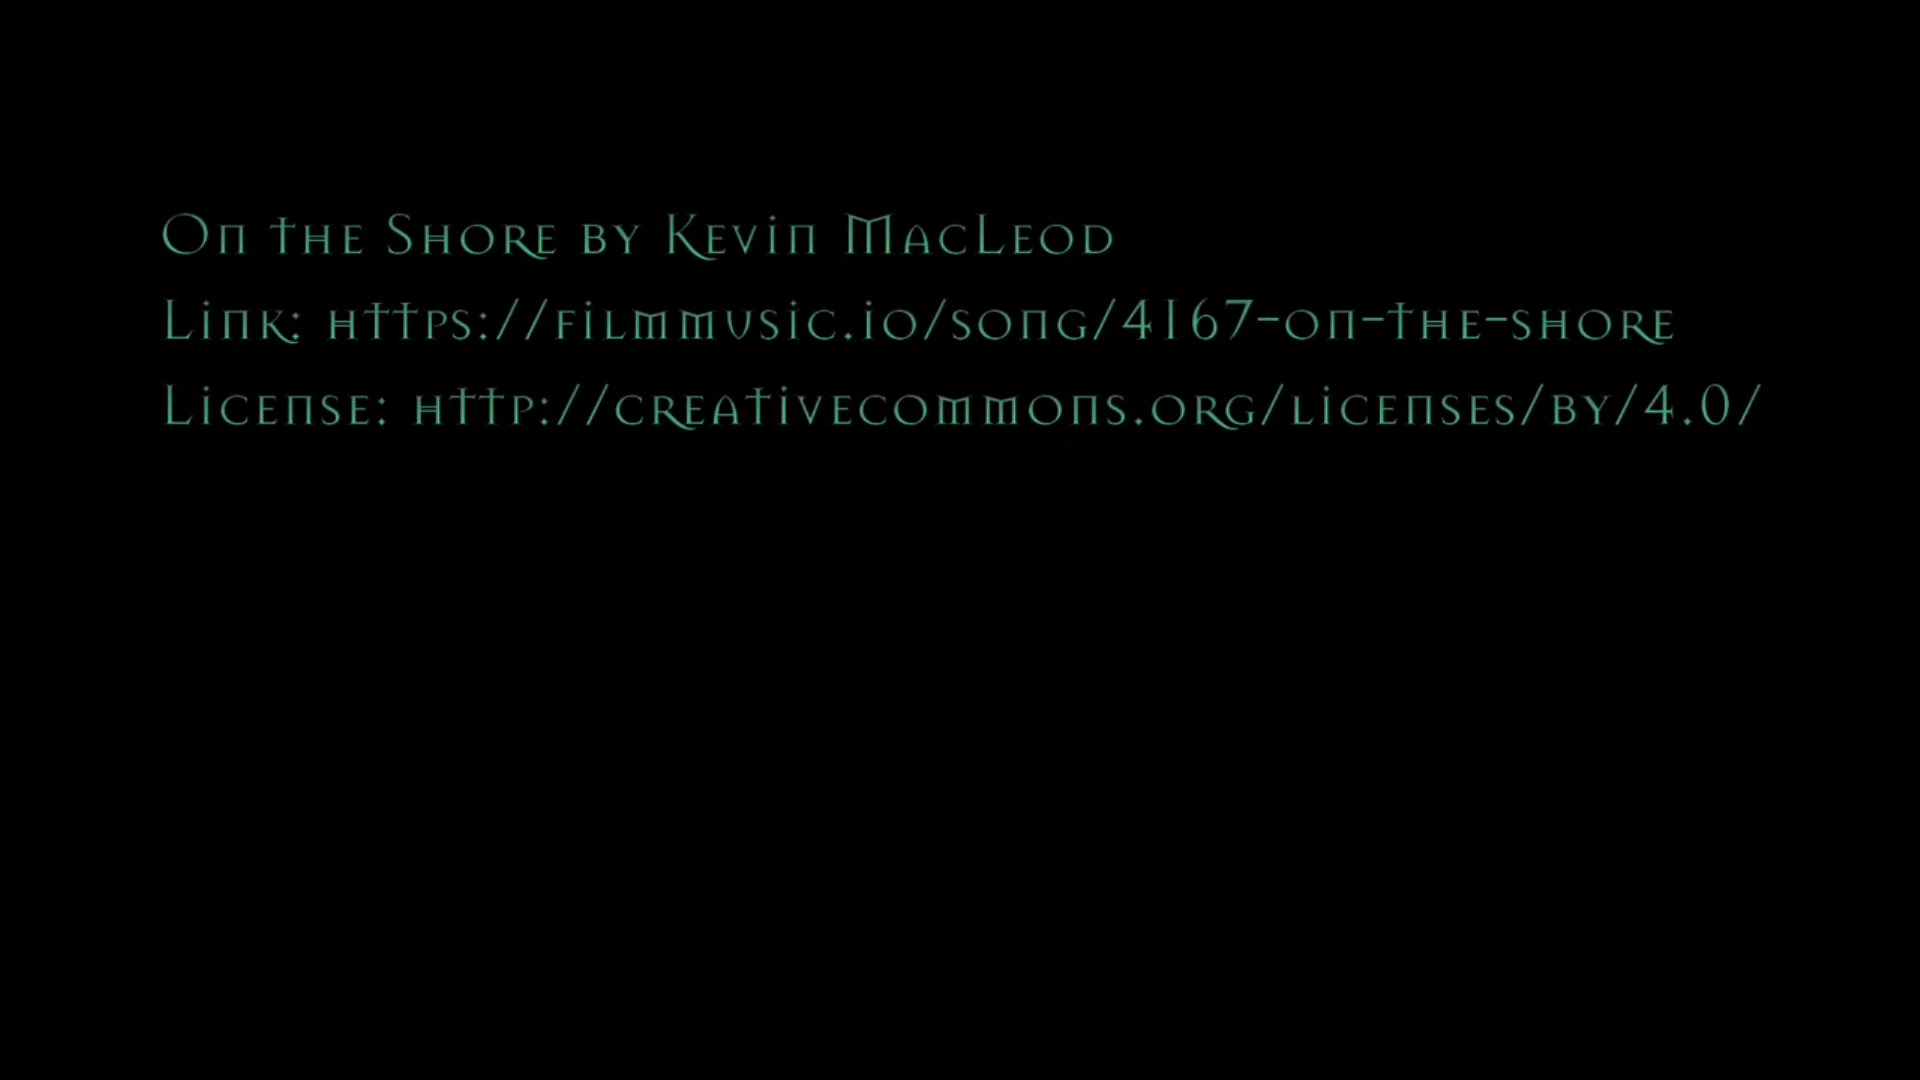 On the Shore by Kevin MacLeod
Link: https://filmmusic.io/song/4167-on-the-shore
License: http://creativecommons.org/licenses/by/4.0/